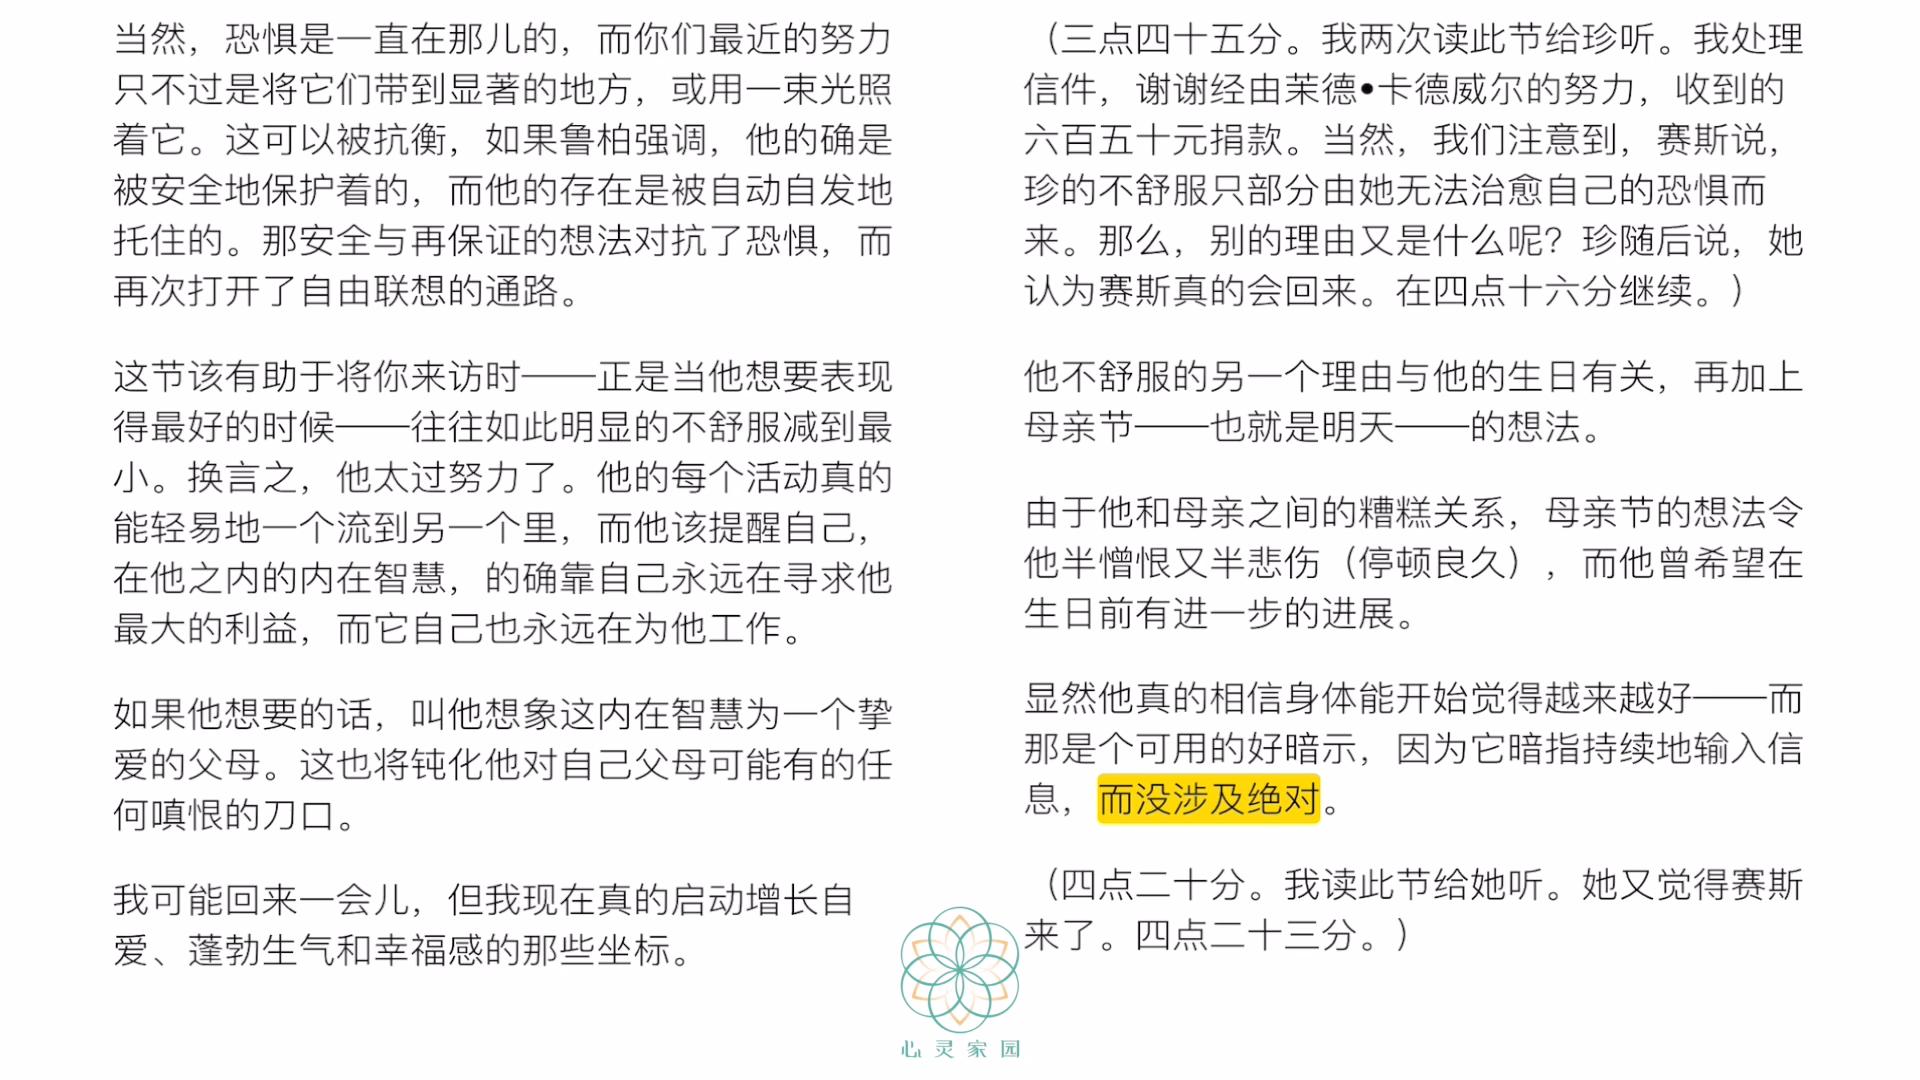 当然，恐惧是一直在那儿的，而你们最近的努力
只不过是将它们带到显著的地方，或用一束光照
着它。这可以被抗衡，如果鲁柏强调，他的确是
被安全地保护着的，而他的存在是被自动自发地
托住的。那安全与再保证的想法对抗了恐惧，而
再次打开了自由联想的通路。
这节该有助于将你来访时——正是当他想要表现
得最好的时候——往往如此明显的不舒服减到最
小。换言之，他太过努力了。他的每个活动真的
能轻易地一个流到另一个里，而他该提醒自己，
在他之内的内在智慧，的确靠自己永远在寻求他
最大的利益，而它自己也永远在为他工作。
如果他想要的话，叫他想象这内在智慧为一个挚
爱的父母。这也将钝化他对自己父母可能有的任
何嗔恨的刀口。
我可能回来一会儿，但我现在真的启动增长自
爱、蓬勃生气和幸福感的那些坐标。
（三点四十五分。我两次读此节给珍听。我处理
信件，谢谢经由茉德•卡德威尔的努力，收到的
六百五十元捐款。当然，我们注意到，赛斯说，
珍的不舒服只部分由她无法治愈自己的恐惧而
来。那么，别的理由又是什么呢？珍随后说，她
认为赛斯真的会回来。在四点十六分继续。）
他不舒服的另一个理由与他的生日有关，再加上
母亲节——也就是明天——的想法。
由于他和母亲之间的糟糕关系，母亲节的想法令
他半憎恨又半悲伤（停顿良久），而他曾希望在
生日前有进一步的进展。
显然他真的相信身体能开始觉得越来越好——而
那是个可用的好暗示，因为它暗指持续地输入信
息，而没涉及绝对。
（四点二十分。我读此节给她听。她又觉得赛斯
来了。四点二十三分。）
心灵家园